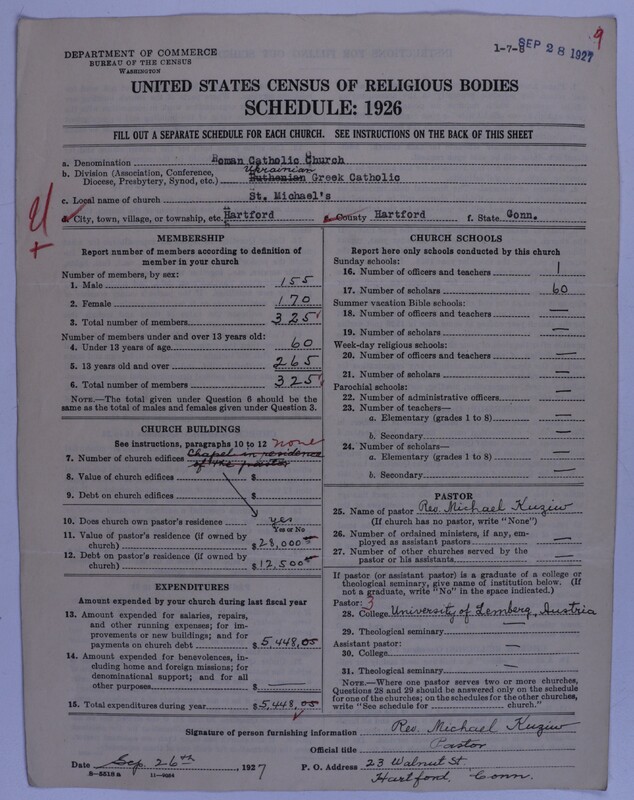 DEPARTMENT OF COMMERCE
BUREAU OF THE CENSUS
WASHINGTON
1-7-8 SEP 28 1927 9
UNITED STATES CENSUS OF RELIGIOUS BODIES
SCHEDULE: 1926
FILL OUT A SEPARATE SCHEDULE FOR EACH CHURCH. SEE INSTRUCTIONS ON THE BACK OF THIS SHEET
a. Denomination Roman Catholic Church
Ukrainian
b. Division (Association, Conference, Diocese, Presbytery, Synod, etc.) Ruthenian Greek Catholic
c. Local name of church St. Michael's
d. City, town, village, or township, etc. Hartford e. County Hartford f. State Conn.
MEMBERSHIP
Report number of members according to definition of
member in your church
Number of members, by sex:
1. Male 155
2. Female 170
3. Total number of members 325
Number of members under and over 13 years old:
4. Under 13 years of age 60
5. 13 years old and over 265
6. Total number of members 325
NOTE.—The total given under Question 6 should be
same as the total of males and females given under Question 3.
CHURCH BUILDINGS
See instructions, paragraphs 10 to 12 none
7. Number of church edifices Chapel in residence
of the pastor
8. Value of church edifices $
9. Debt on church edifices $
10. Does church own pastor's residence yes
Yes or No
11. Value of pastor's residence (if owned by
church) $28,000
12. Debt on pastor's residence (if owned by
church) $12,500
EXPENDITURES
Amount expended by your church during last fiscal year
13. Amount expended for salaries, repairs,
and other running expenses; for im-
provements or new buildings; and for
payments on church debt $5,448,05
14. Amount expended for benevolences, in-
cluding home and foreign missions; for
denominational support; and for all
other purposes $ —
15. Total expenditures during year $5,448,05
CHURCH SCHOOLS
Report here only schools conducted by this church
Sunday schools:
16. Number of officers and teachers 1
17. Number of scholars 60
Summer vacation Bible schools:
18. Number of officers and teachers —
19. Number of scholars —
Week-day religious schools:
20. Number of officers and teachers —
21. Number of scholars —
Parochial schools:
22. Number of administrative officers —
23. Number of teachers—
a. Elementary (grades 1 to 8) —
b. Secondary —
24. Number of scholars—
a. Elementary (grades 1 to 8) —
b. Secondary —
PASTOR
25. Name of pastor Rev. Michael Kuziw
(If church has no pastor, write "None")
26. Number of ordained ministers, if any, em-
ployed as assistant pastors —
27. Number of other churches served by the
pastor or his assistants. —
If pastor (or assistant pastor) is a graduate of a college or
theological seminary, give name of institution below. (If
not a graduate, write "No" in the space indicated.)
Pastor: 3
28. College University of Lemberg, Austria
29. Theological seminary
Assistant pastor: —
30. College
31. Theological seminary —
NOTE.—Where one pastor serves two or more churches,
Questions 28 and 29 should be answered only on the schedule
for one of the churches; on the schedules for the other churches,
write "See schedule for church."
Signature of person furnishing information Rev. Michael Kuziw
Official title Pastor
Date Sep. 26th, 1927 P. O. Address 23 Walnut St.
8—5518 a 11—9034 Hartford Conn.